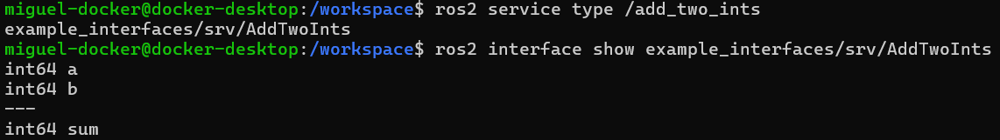 miguel-docker@docker-desktop:/workspace$ ros2 service type /add_two_ints
example_interfaces/srv/AddTwoInts
miguel-docker@docker-desktop:/workspace$ ros2 interface show example_interfaces/srv/AddTwoInts
int64 a
int64 b
---
int64 sum